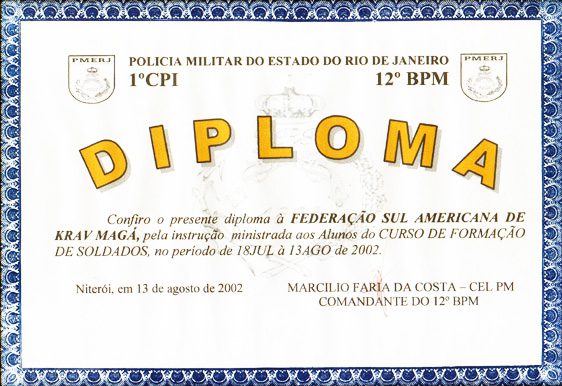 PMERJ
PMERJ
POLICIA MILITAR DO ESTADO DO RIO DE JANEIRO
1º CPI 12º BPM
DIPLOMA
Confiro o presente diploma à FEDERAÇÃO SUL AMERICANA DE
KRAV MAGÁ, pela instrução ministrada aos Alunos do CURSO DE FORMAÇÃO
DE SOLDADOS, no período de 18JUL à 13AGO de 2002.
Niterói, em 13 de agosto de 2002 MARCILIO FARIA DA COSTA – CEL PM
COMANDANTE DO 12º BPM